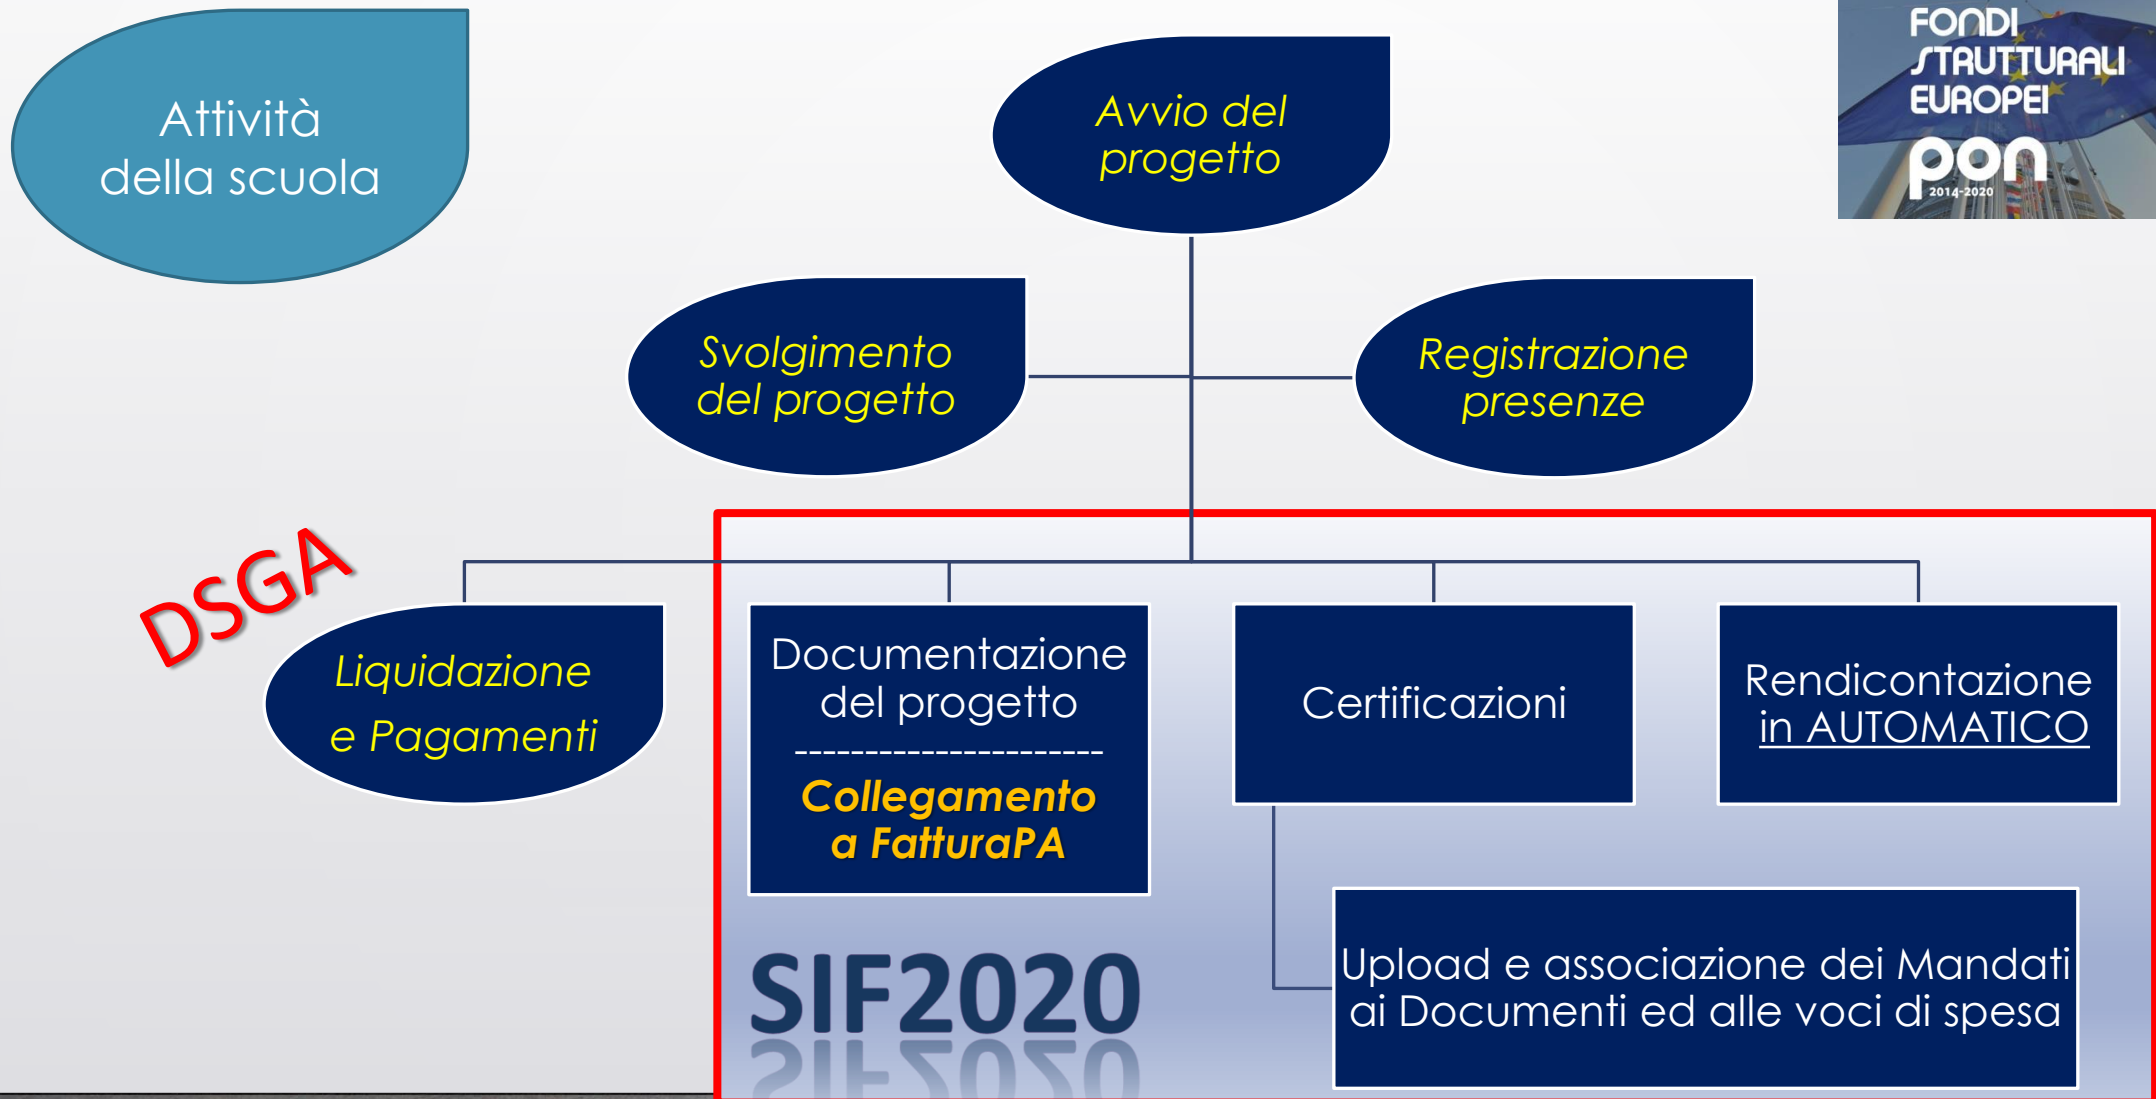 Attività
della scuola
Avvio del
progetto
FONDI
STRUTTURALI
EUROPEI
pon
2014-2020
Svolgimento
del progetto
Registrazione
presenze
DSGA
Liquidazione
e Pagamenti
Documentazione
del progetto
----------------------
Collegamento
a FatturaPA
Certificazioni
Rendicontazione
in AUTOMATICO
Upload e associazione dei Mandati
ai Documenti ed alle voci di spesa
SIF2020